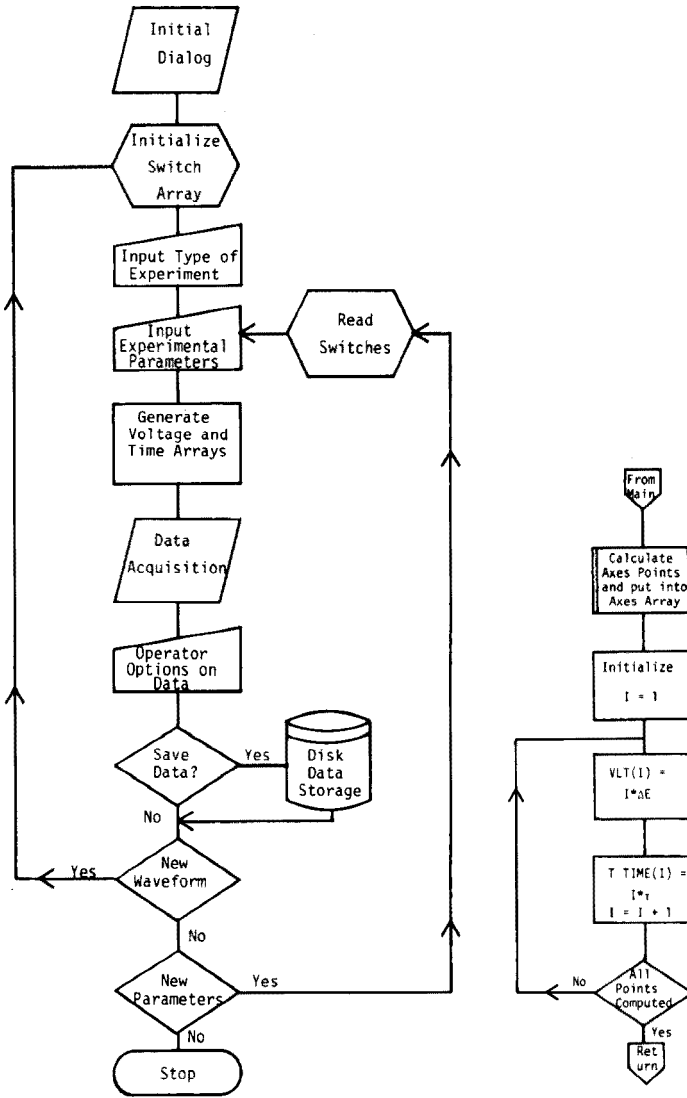 Initial
Dialog
Initialize
Switch
Array
Input Type of
Experiment
Input
Experimental
Parameters
Read
Switches
Generate
Voltage and
Time Arrays
Data
Acquisition
Operator
Options on
Data
Save
Data?
Yes
Disk
Data
Storage
No
New
Waveform
Yes
No
New
Parameters
Yes
No
Stop
From
Main
Calculate
Axes Points
and put into
Axes Array
Initialize
I = 1
VLT(I) =
I*ΔE
T TIME(I) =
I*τ
I = I + 1
All
Points
Computed
No
Yes
Ret
urn